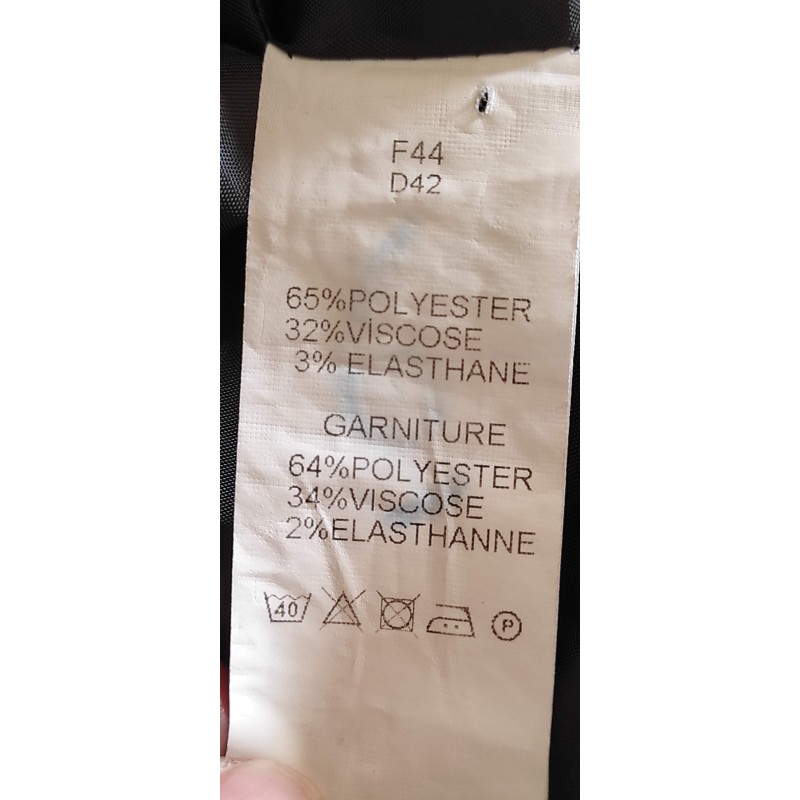 F44
D42
65%POLYESTER
32%VİSCOSE
3% ELASTHANE
GARNITURE
64%POLYESTER
34%VISCOSE
2%ELASTHANNE
40 P